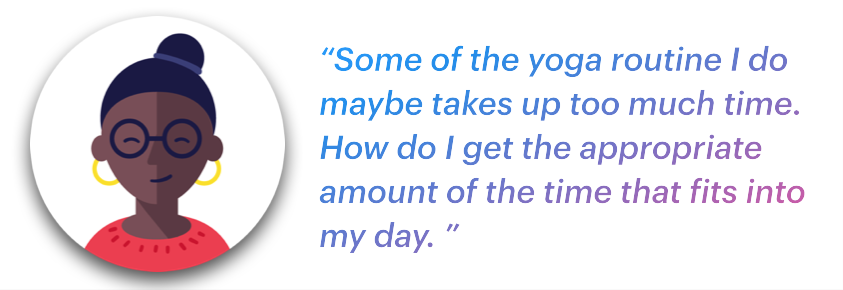 “Some of the yoga routine I do
maybe takes up too much time.
How do I get the appropriate
amount of the time that fits into
my day. ”